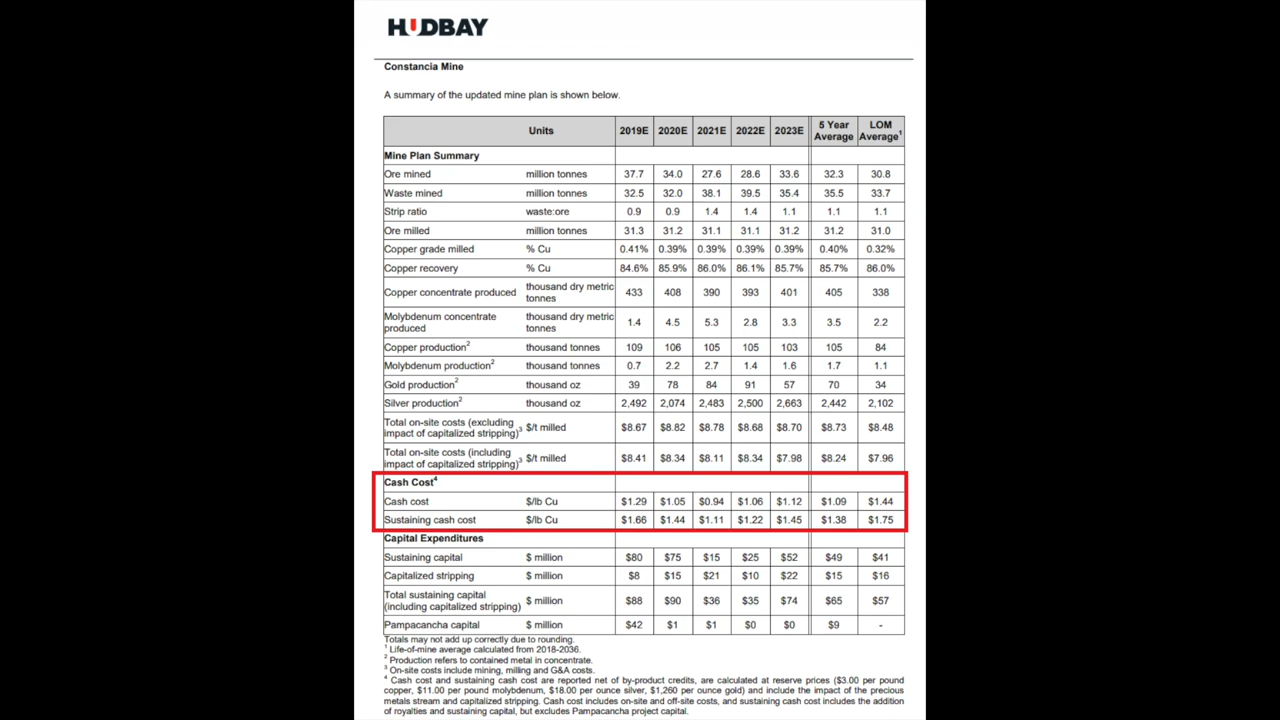 HUDBAY
Constancia Mine
A summary of the updated mine plan is shown below.
Units 2019E 2020E 2021E 2022E 2023E 5 Year Average LOM Average1
Mine Plan Summary
Ore mined million tonnes 37.7 34.0 27.6 28.6 33.6 32.3 30.8
Waste mined million tonnes 32.5 32.0 38.1 39.5 35.4 35.5 33.7
Strip ratio waste:ore 0.9 0.9 1.4 1.4 1.1 1.1 1.1
Ore milled million tonnes 31.3 31.2 31.1 31.1 31.2 31.2 31.0
Copper grade milled % Cu 0.41% 0.39% 0.39% 0.39% 0.39% 0.40% 0.32%
Copper recovery % Cu 84.6% 85.9% 86.0% 86.1% 85.7% 85.7% 86.0%
Copper concentrate produced thousand dry metric tonnes 433 408 390 393 401 405 338
Molybdenum concentrate produced thousand dry metric tonnes 1.4 4.5 5.3 2.8 3.3 3.5 2.2
Copper production2 thousand tonnes 109 106 105 105 103 105 84
Molybdenum production2 thousand tonnes 0.7 2.2 2.7 1.4 1.6 1.7 1.1
Gold production2 thousand oz 39 78 84 91 57 70 34
Silver production2 thousand oz 2,492 2,074 2,483 2,500 2,663 2,442 2,102
Total on-site costs (excluding impact of capitalized stripping)3 $/t milled $8.67 $8.82 $8.78 $8.68 $8.70 $8.73 $8.48
Total on-site costs (including impact of capitalized stripping)3 $/t milled $8.41 $8.34 $8.11 $8.34 $7.98 $8.24 $7.96
Cash Cost4
Cash cost $/lb Cu $1.29 $1.05 $0.94 $1.06 $1.12 $1.09 $1.44
Sustaining cash cost $/lb Cu $1.66 $1.44 $1.11 $1.22 $1.45 $1.38 $1.75
Capital Expenditures
Sustaining capital $ million $80 $75 $15 $25 $52 $49 $41
Capitalized stripping $ million $8 $15 $21 $10 $22 $15 $16
Total sustaining capital (including capitalized stripping) $ million $88 $90 $36 $35 $74 $65 $57
Pampacancha capital $ million $42 $1 $1 $0 $0 $9 -
Totals may not add up correctly due to rounding.
1 Life-of-mine average calculated from 2018-2036.
2 Production refers to contained metal in concentrate.
3 On-site costs include mining, milling and G&A costs.
4 Cash cost and sustaining cash cost are reported net of by-product credits, are calculated at reserve prices ($3.00 per pound
copper, $11.00 per pound molybdenum, $18.00 per ounce silver, $1,260 per ounce gold) and include the impact of the precious
metals stream and capitalized stripping. Cash cost includes on-site and off-site costs, and sustaining cash cost includes the addition
of royalties and sustaining capital, but excludes Pampacancha project capital.